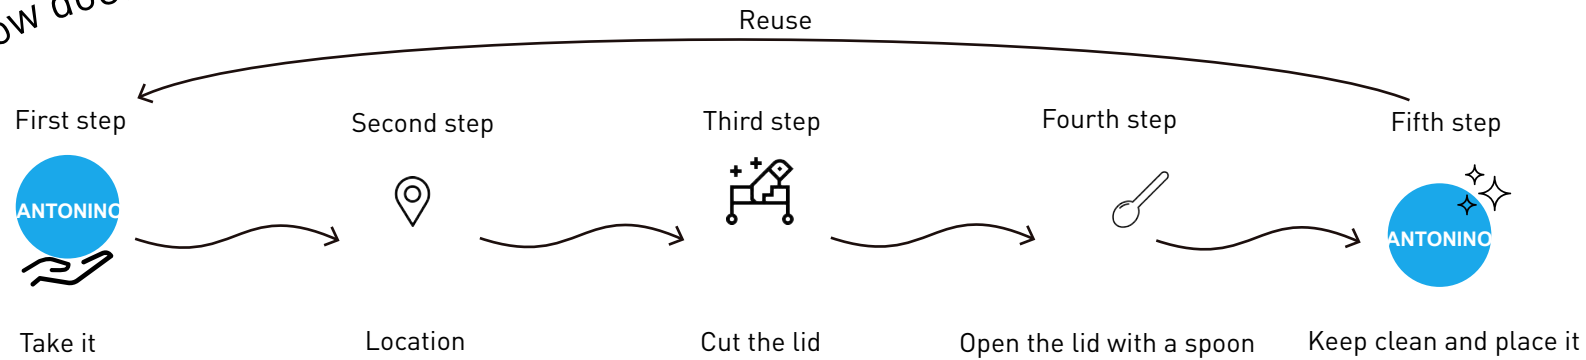 ow
Reuse
First step
Second step
Third step
Fourth step
Fifth step
ANTONINO
ANTONINO
Take it
Location
Cut the lid
Open the lid with a spoon
Keep clean and place it